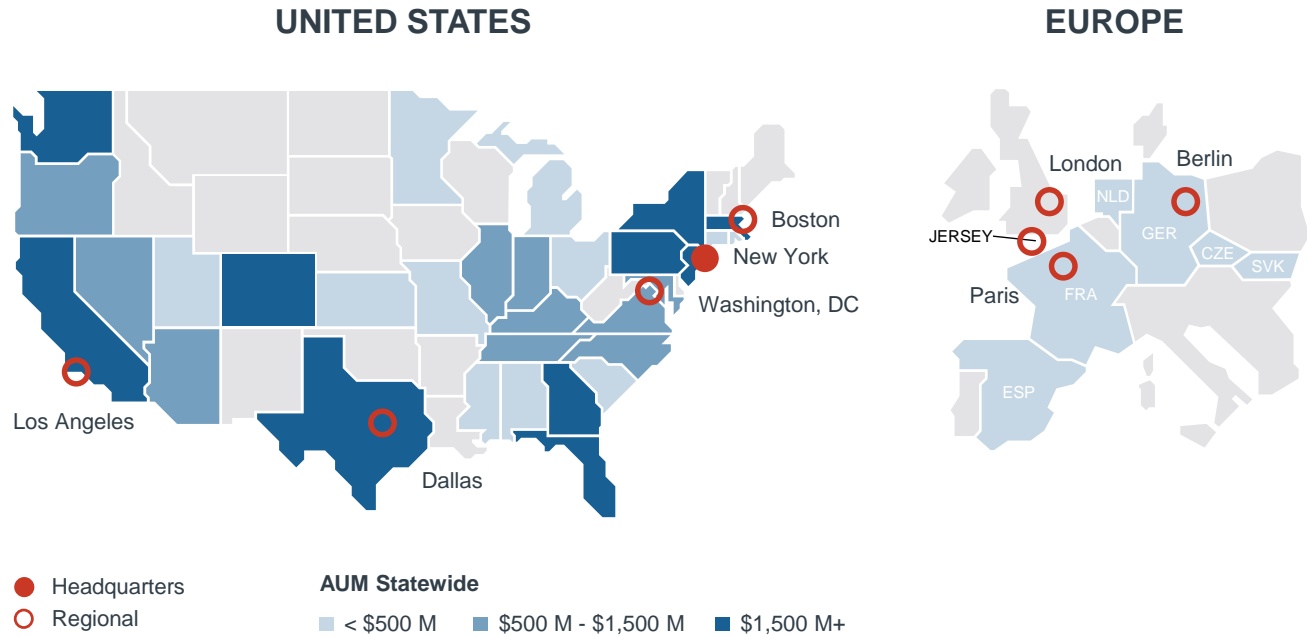 UNITED STATES
EUROPE
Boston
New York
Washington, DC
Los Angeles
Dallas
London
Berlin
NLD
JERSEY
GER
CZE
SVK
Paris
FRA
ESP
Headquarters
Regional
AUM Statewide
< $500 M
$500 M - $1,500 M
$1,500 M+